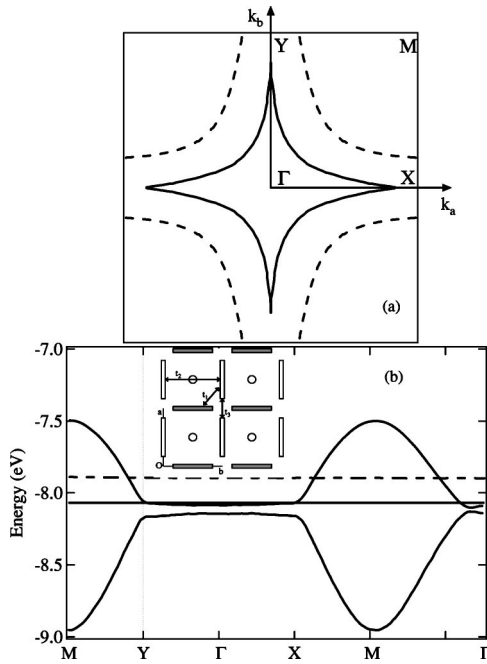 k_b
Y
M
Γ
X
k_a
(a)
-7.0
(b)
t_2
t_1
a
t_3
-7.5
O
b
Energy (eV)
-8.0
-8.5
-9.0
M
Y
Γ
X
M
Γ